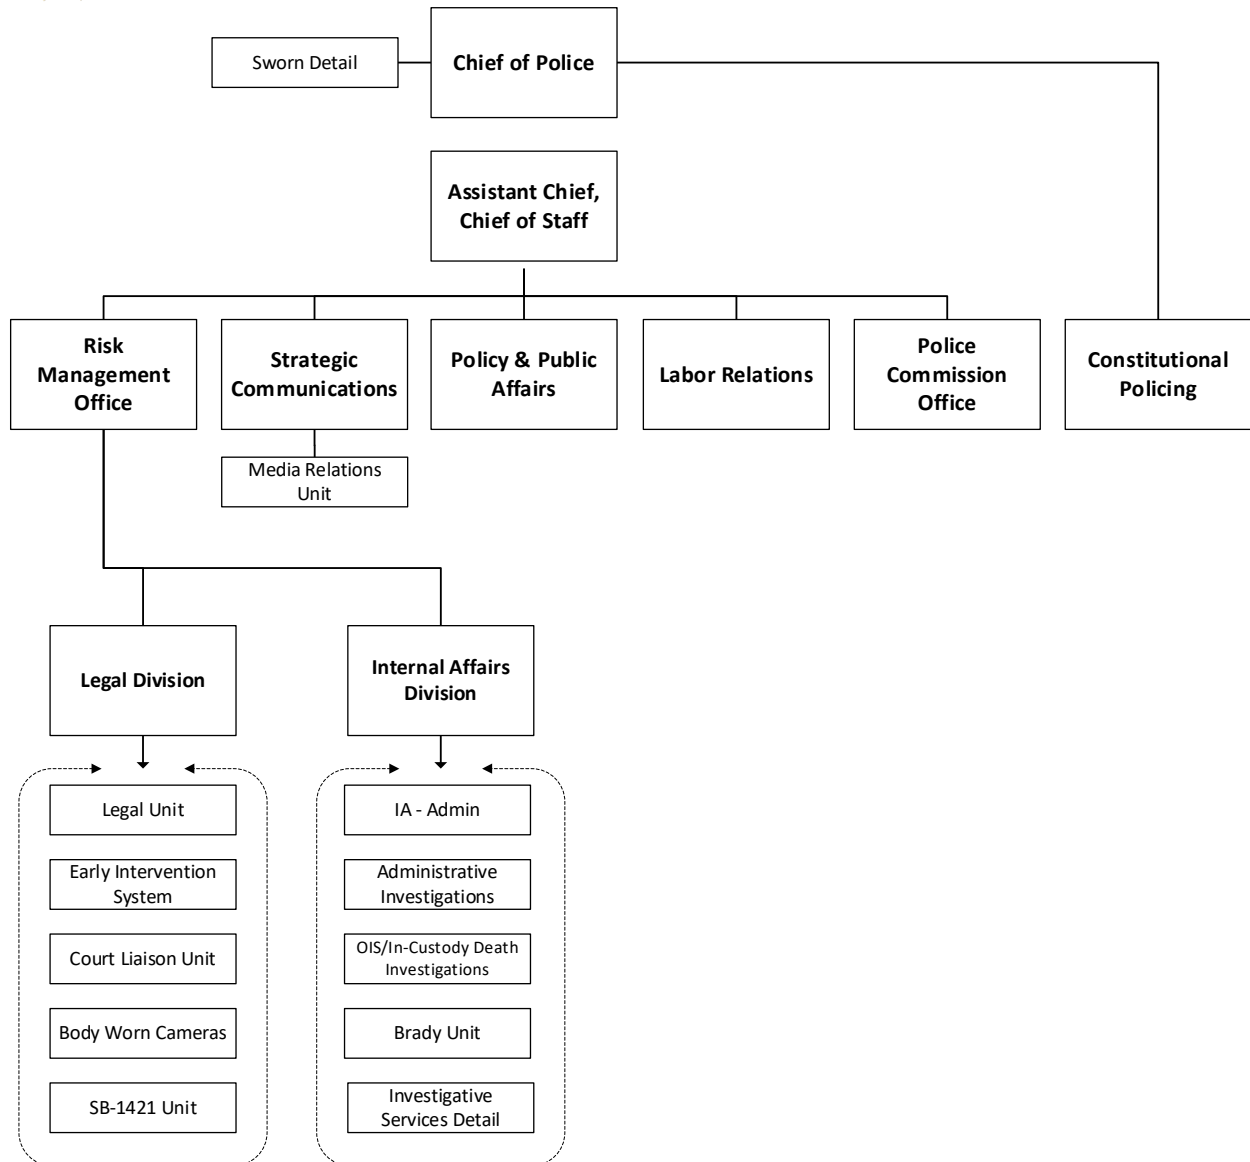 Sworn Detail
Chief of Police
Assistant Chief,
Chief of Staff
Risk
Management
Office
Strategic
Communications
Policy & Public
Affairs
Labor Relations
Police
Commission
Office
Constitutional
Policing
Media Relations
Unit
Legal Division
Internal Affairs
Division
Legal Unit
Early Intervention
System
Court Liaison Unit
Body Worn Cameras
SB-1421 Unit
IA - Admin
Administrative
Investigations
OIS/In-Custody Death
Investigations
Brady Unit
Investigative
Services Detail